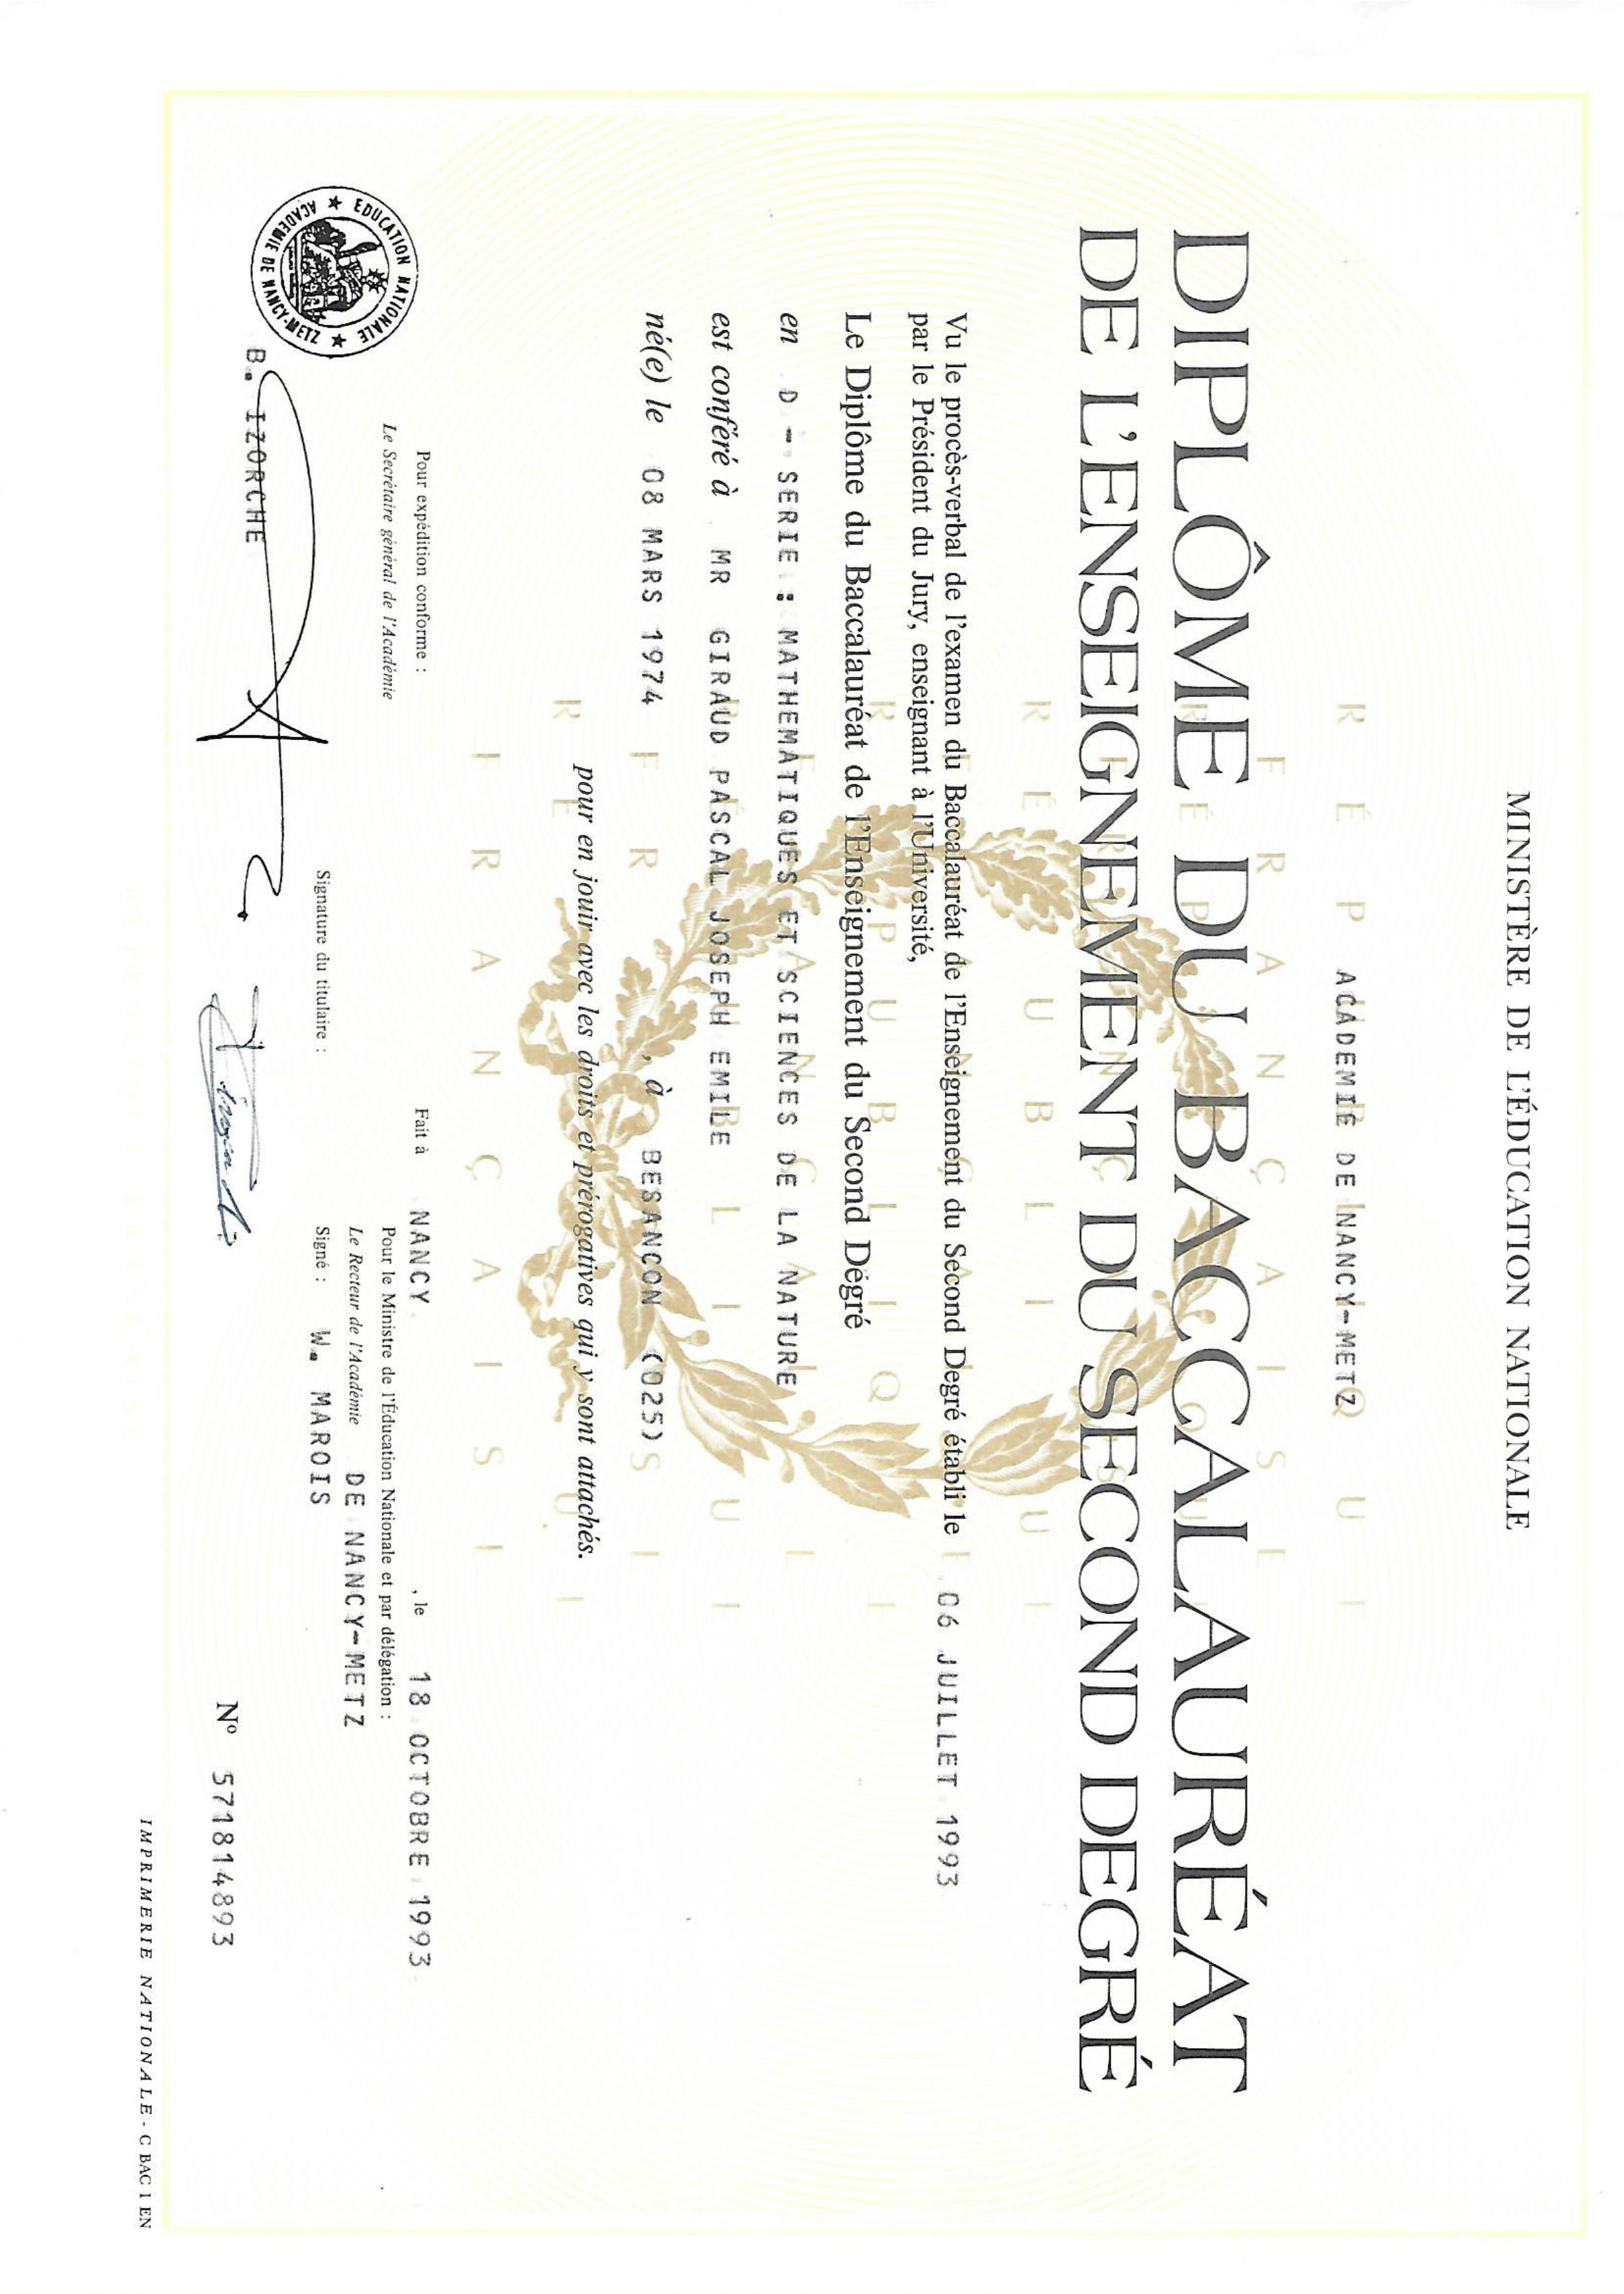 MINISTÈRE DE L'ÉDUCATION NATIONALE
ACADEMIE DE NANCY-METZ
DIPLÔME DU BACCALAURÉAT
DE L'ENSEIGNEMENT DU SECOND DEGRÉ
Vu le procès-verbal de l'examen du Baccalauréat de l'Enseignement du Second Degré établi le 06 JUILLET 1993
par le Président du Jury, enseignant à l'Université,
Le Diplôme du Baccalauréat de l'Enseignement du Second Degré
en D - SERIE : MATHEMATIQUES ET SCIENCES DE LA NATURE
est conféré à MR GIRAUD PASCAL JOSEPH EMILE
né(e) le 08 MARS 1974 , à BESANCON (025)
pour en jouir avec les droits et prérogatives qui y sont attachés.
Pour expédition conforme :
Le Secrétaire général de l'Académie
EDUCATION NATIONALE
ACADEMIE DE NANCY-METZ
B. IZORCHE
Signature du titulaire :
Fait à NANCY , le 18 OCTOBRE 1993
Pour le Ministre de l'Éducation Nationale et par délégation :
Le Recteur de l'Académie DE NANCY-METZ
Signé : W. MAROIS
Nº 571814893
IMPRIMERIE NATIONALE - C BAC 1 EN
RÉPUBLIQUE FRANÇAISE